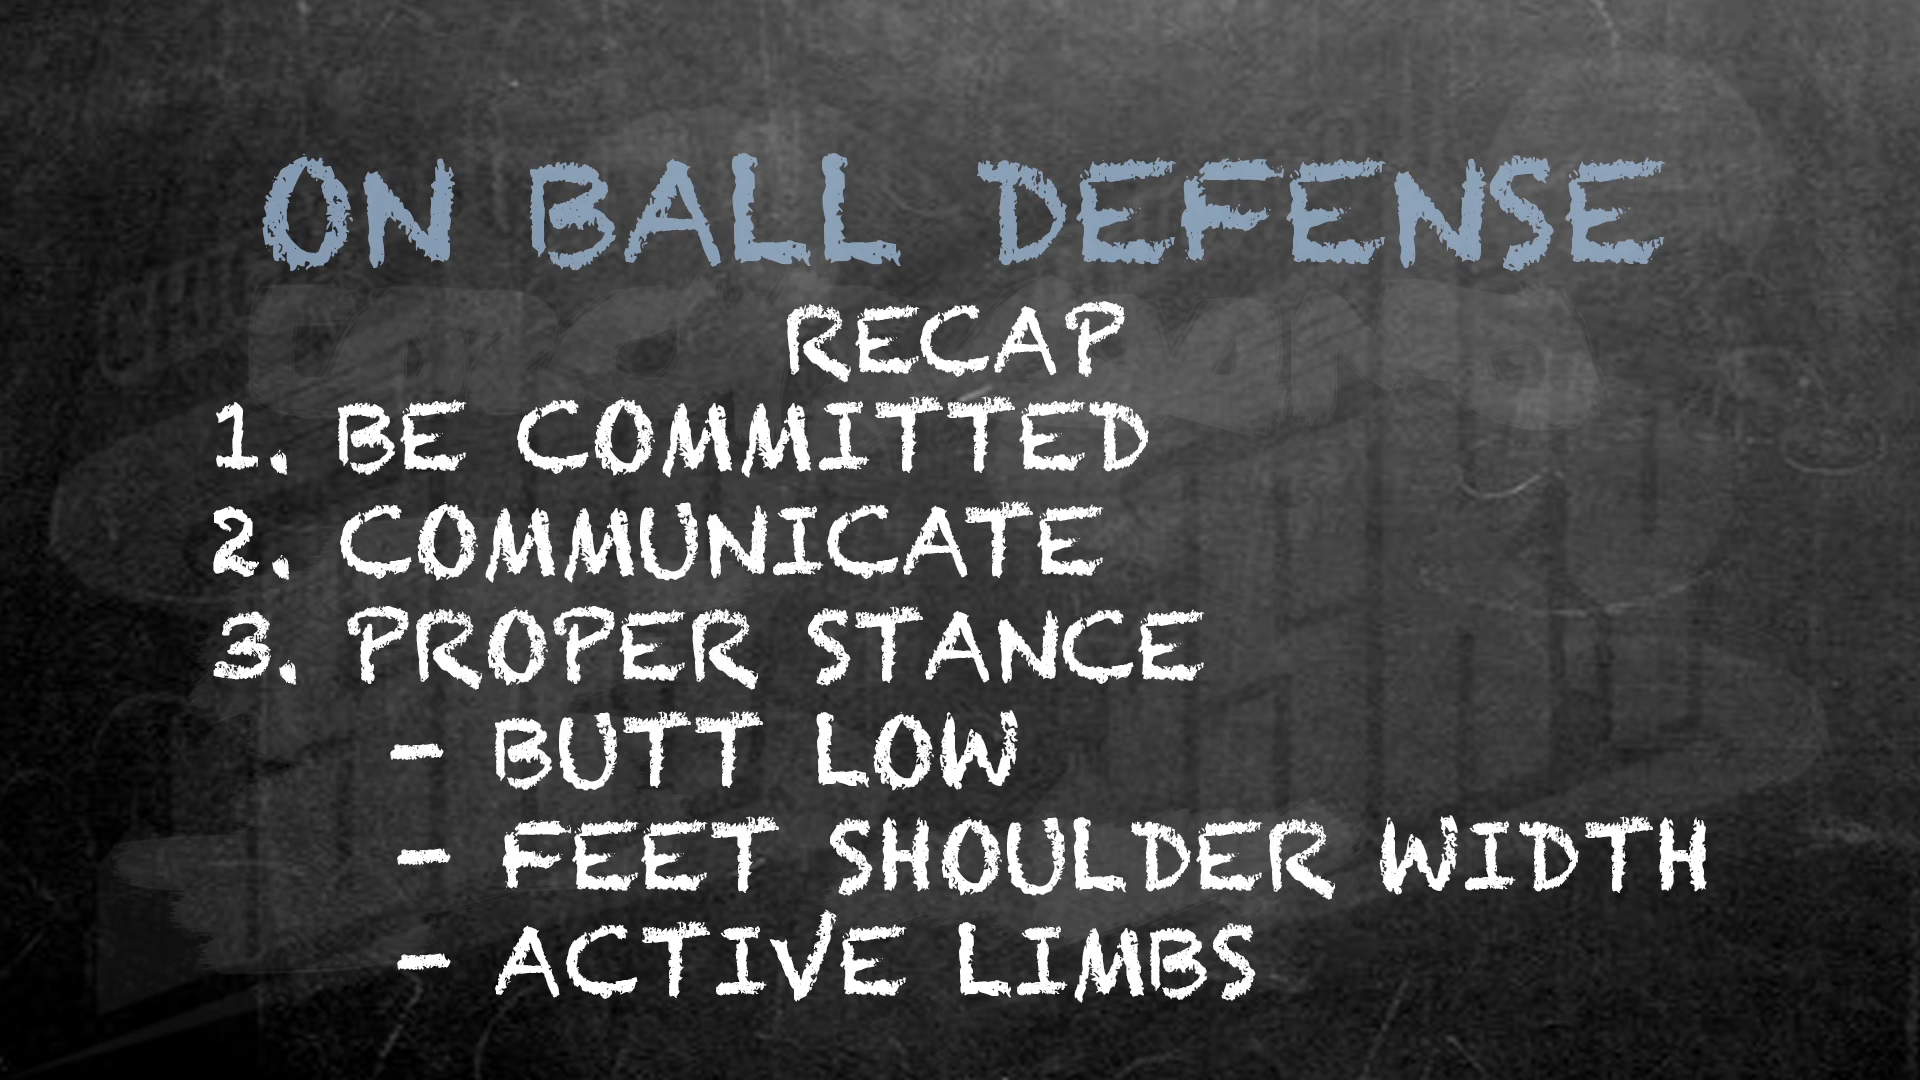 ON BALL DEFENSE
RECAP
1. BE COMMITTED
2. COMMUNICATE
3. PROPER STANCE
- BUTT LOW
- FEET SHOULDER WIDTH
- ACTIVE LIMBS